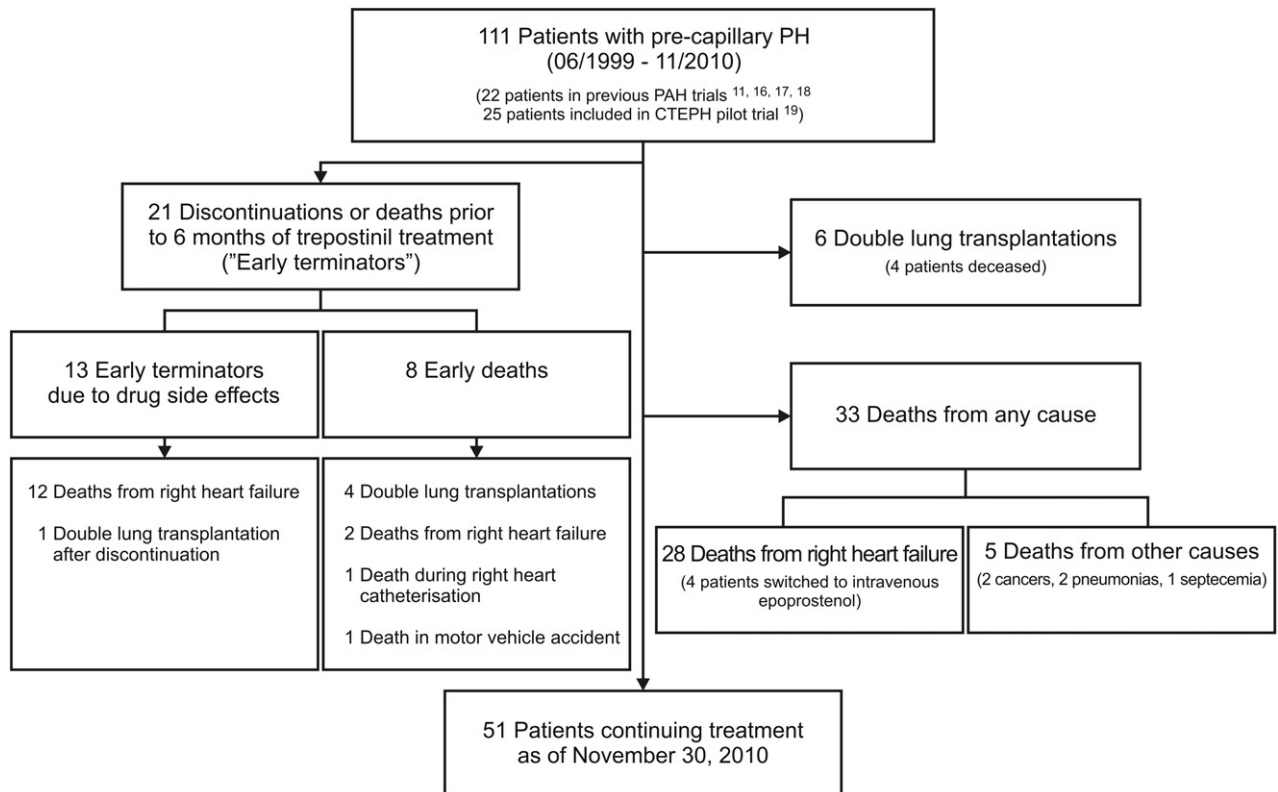 111 Patients with pre-capillary PH
(06/1999 - 11/2010)
(22 patients in previous PAH trials 11, 16, 17, 18
25 patients included in CTEPH pilot trial 19)
21 Discontinuations or deaths prior
to 6 months of trepostinil treatment
("Early terminators")
6 Double lung transplantations
(4 patients deceased)
13 Early terminators
due to drug side effects
8 Early deaths
33 Deaths from any cause
12 Deaths from right heart failure
1 Double lung transplantation
after discontinuation
4 Double lung transplantations
2 Deaths from right heart failure
1 Death during right heart
catheterisation
1 Death in motor vehicle accident
28 Deaths from right heart failure
(4 patients switched to intravenous
epoprostenol)
5 Deaths from other causes
(2 cancers, 2 pneumonias, 1 septecemia)
51 Patients continuing treatment
as of November 30, 2010